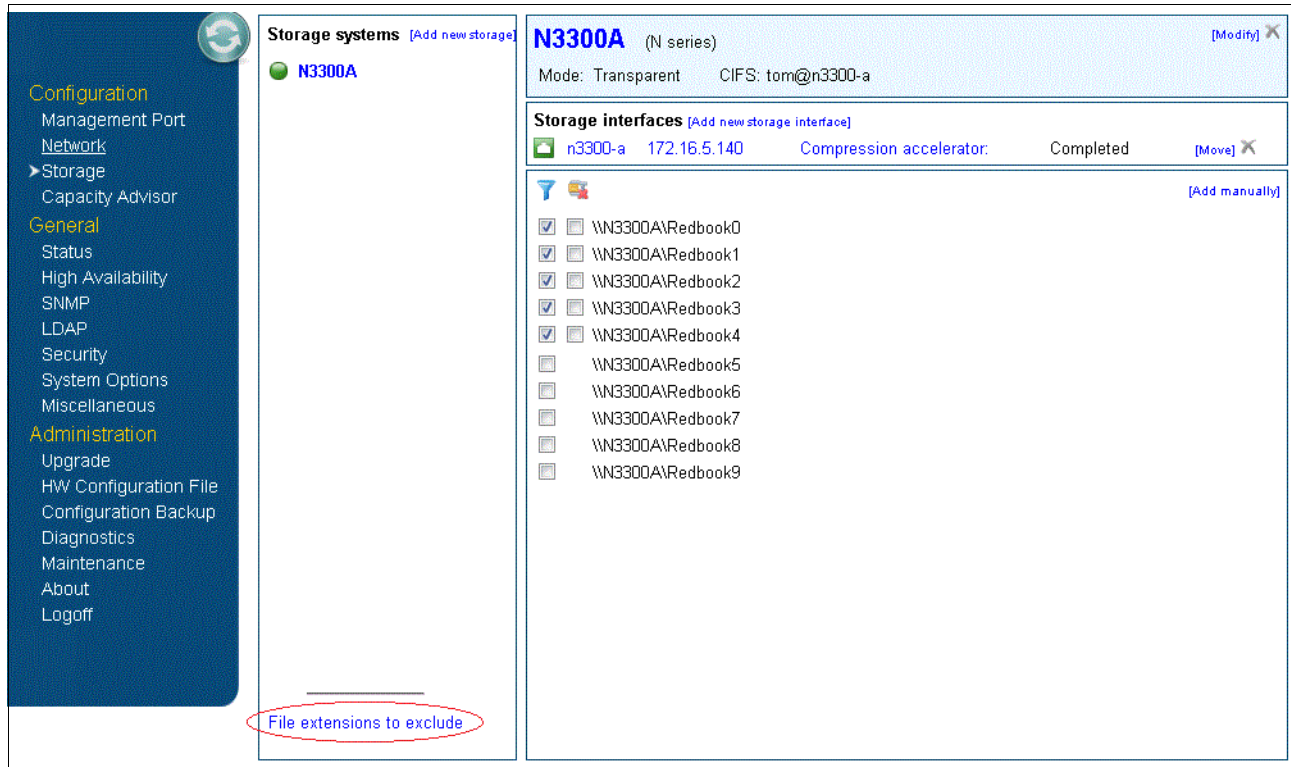 Configuration
Management Port
Network
Storage
Capacity Advisor
General
Status
High Availability
SNMP
LDAP
Security
System Options
Miscellaneous
Administration
Upgrade
HW Configuration File
Configuration Backup
Diagnostics
Maintenance
About
Logoff
Storage systems [Add new storage]
N3300A
File extensions to exclude
N3300A (N series) [Modify]
Mode: Transparent CIFS: tom@n3300-a
Storage interfaces [Add new storage interface]
n3300-a 172.16.5.140 Compression accelerator: Completed [Move]
[Add manually]
\\N3300A\Redbook0
\\N3300A\Redbook1
\\N3300A\Redbook2
\\N3300A\Redbook3
\\N3300A\Redbook4
\\N3300A\Redbook5
\\N3300A\Redbook6
\\N3300A\Redbook7
\\N3300A\Redbook8
\\N3300A\Redbook9